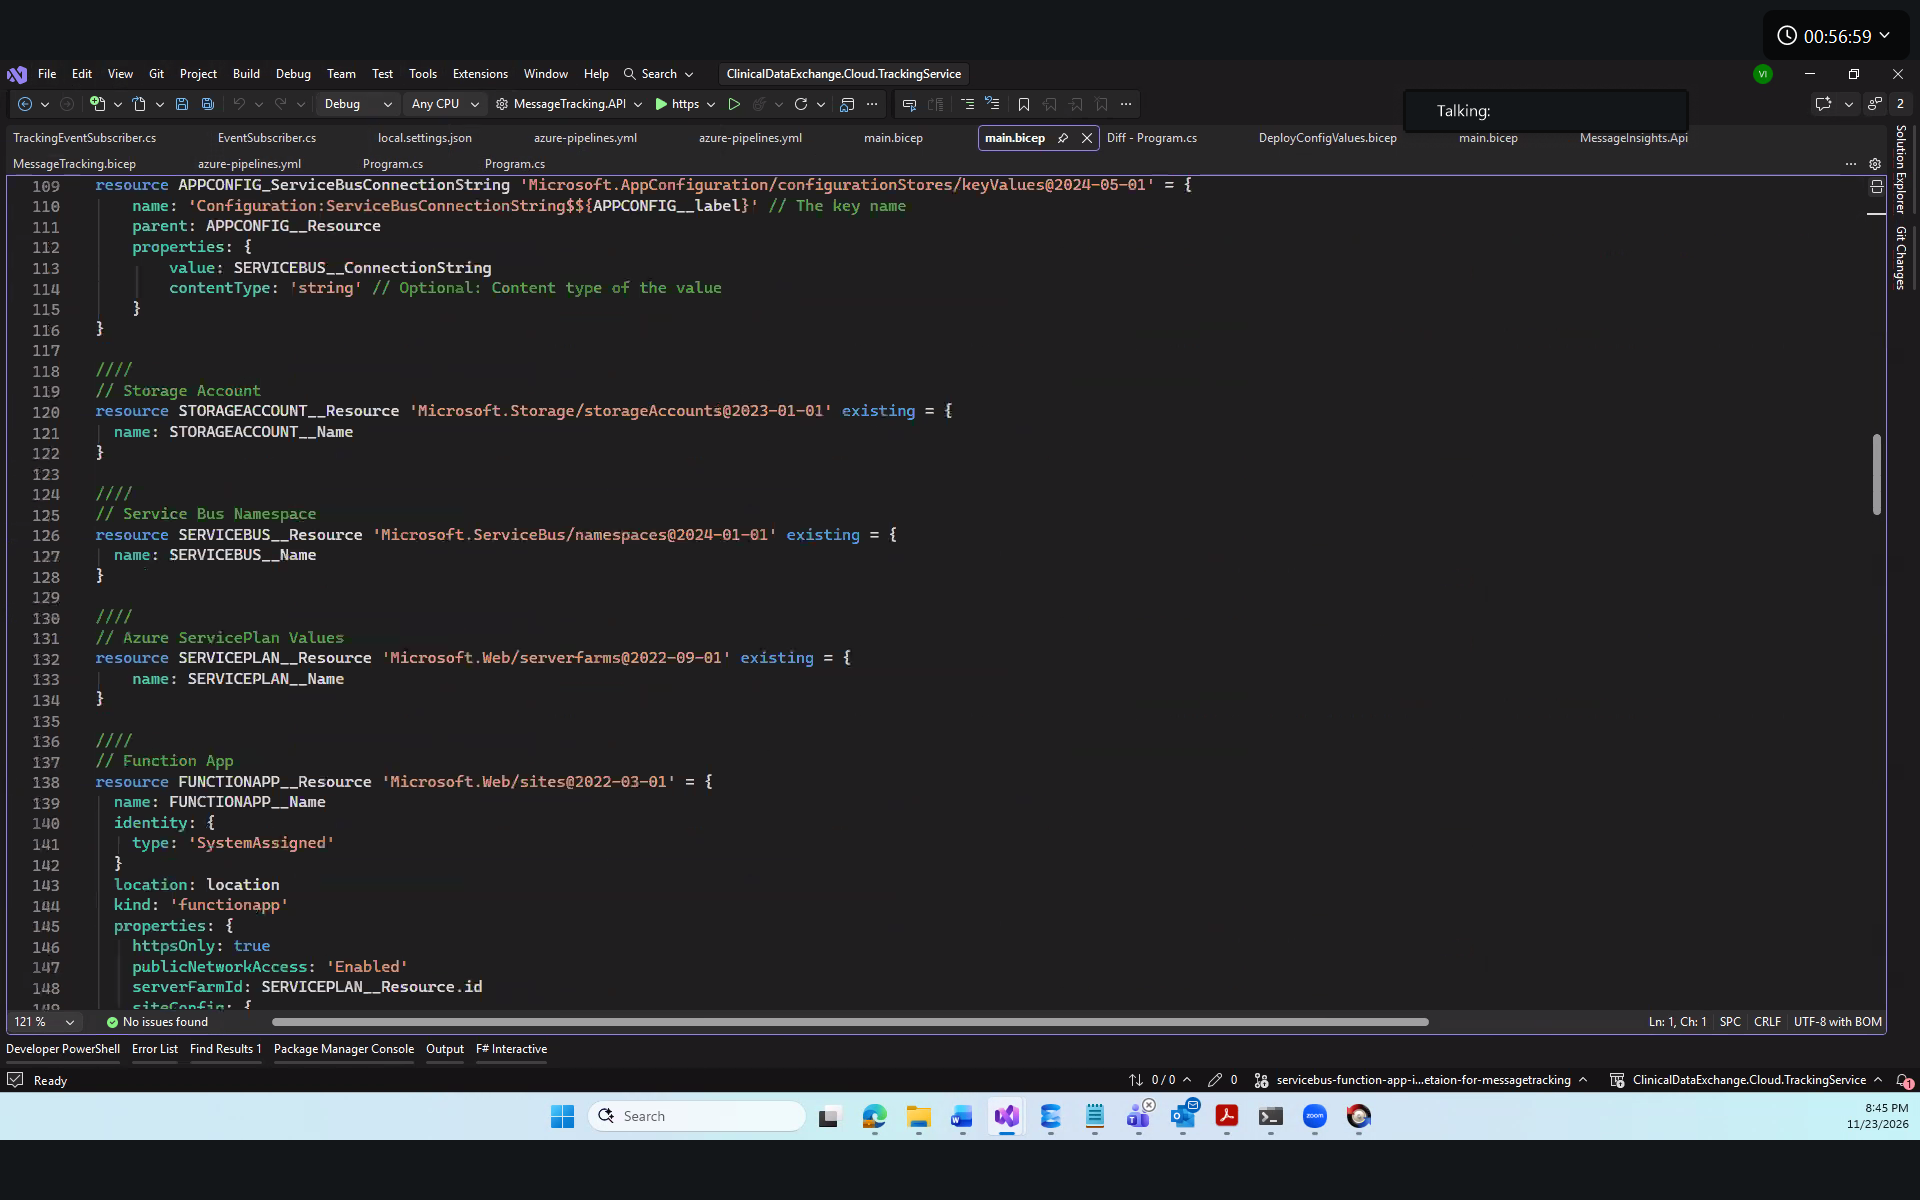 00:56:59
File Edit View Git Project Build Debug Team Test Tools Extensions Window Help Search ClinicalDataExchange.Cloud.TrackingService VI
Debug Any CPU MessageTracking.API https 2
Talking:
TrackingEventSubscriber.cs EventSubscriber.cs local.settings.json azure-pipelines.yml azure-pipelines.yml main.bicep main.bicep Diff - Program.cs DeployConfigValues.bicep main.bicep MessageInsights.Api
MessageTracking.bicep azure-pipelines.yml Program.cs Program.cs
Solution Explorer
Git Changes
109 resource APPCONFIG_ServiceBusConnectionString 'Microsoft.AppConfiguration/configurationStores/keyValues@2024-05-01' = {
110 name: 'Configuration:ServiceBusConnectionString$${APPCONFIG__label}' // The key name
111 parent: APPCONFIG__Resource
112 properties: {
113 value: SERVICEBUS__ConnectionString
114 contentType: 'string' // Optional: Content type of the value
115 }
116 }
117
118 ////
119 // Storage Account
120 resource STORAGEACCOUNT__Resource 'Microsoft.Storage/storageAccounts@2023-01-01' existing = {
121 name: STORAGEACCOUNT__Name
122 }
123
124 ////
125 // Service Bus Namespace
126 resource SERVICEBUS__Resource 'Microsoft.ServiceBus/namespaces@2024-01-01' existing = {
127 name: SERVICEBUS__Name
128 }
129
130 ////
131 // Azure ServicePlan Values
132 resource SERVICEPLAN__Resource 'Microsoft.Web/serverfarms@2022-09-01' existing = {
133 name: SERVICEPLAN__Name
134 }
135
136 ////
137 // Function App
138 resource FUNCTIONAPP__Resource 'Microsoft.Web/sites@2022-03-01' = {
139 name: FUNCTIONAPP__Name
140 identity: {
141 type: 'SystemAssigned'
142 }
143 location: location
144 kind: 'functionapp'
145 properties: {
146 httpsOnly: true
147 publicNetworkAccess: 'Enabled'
148 serverFarmId: SERVICEPLAN__Resource.id
149 siteConfig: {
121 % No issues found Ln: 1, Ch: 1 SPC CRLF UTF-8 with BOM
Developer PowerShell Error List Find Results 1 Package Manager Console Output F# Interactive
Ready 0 / 0 0 servicebus-function-app-i...etaion-for-messagetracking ClinicalDataExchange.Cloud.TrackingService 1
Search zoom
8:45 PM
11/23/2026